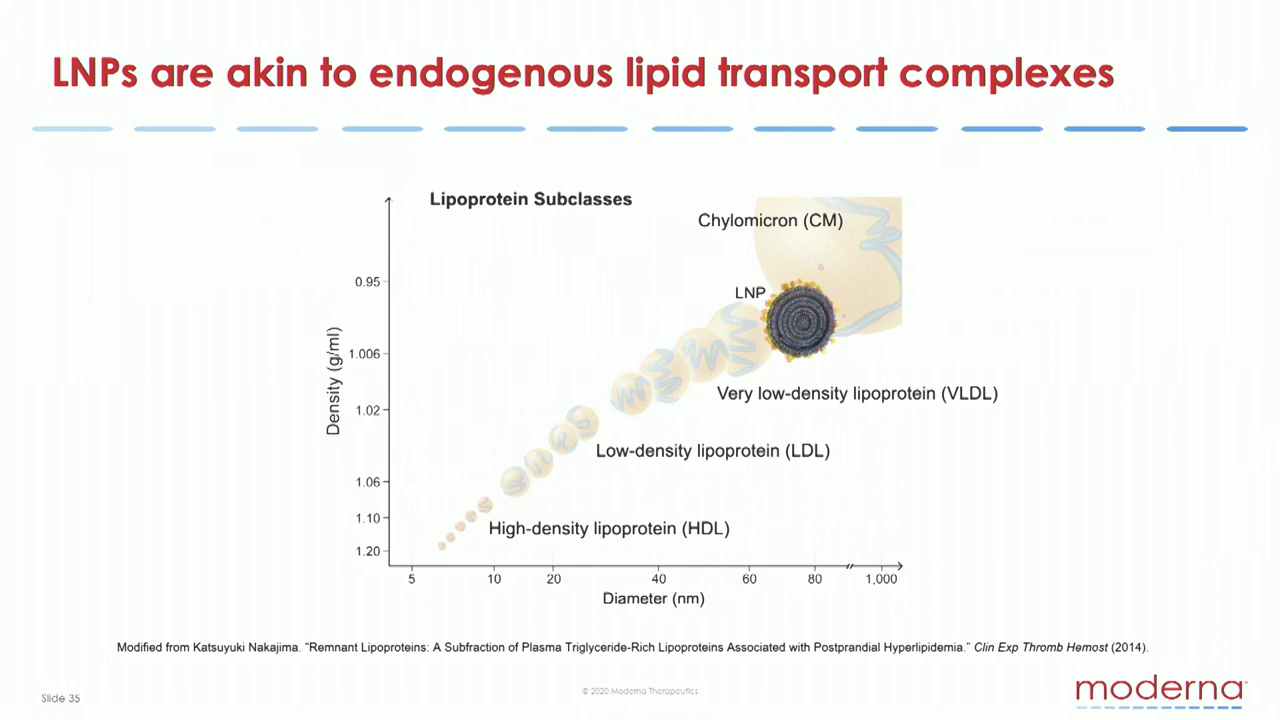 LNPs are akin to endogenous lipid transport complexes
Lipoprotein Subclasses
Chylomicron (CM)
LNP
Very low-density lipoprotein (VLDL)
Low-density lipoprotein (LDL)
High-density lipoprotein (HDL)
Density (g/ml)
0.95
1.006
1.02
1.06
1.10
1.20
5 10 20 40 60 80 1,000
Diameter (nm)
Modified from Katsuyuki Nakajima. "Remnant Lipoproteins: A Subfraction of Plasma Triglyceride-Rich Lipoproteins Associated with Postprandial Hyperlipidemia." Clin Exp Thromb Hemost (2014).
Slide 35
© 2020 Moderna Therapeutics
moderna